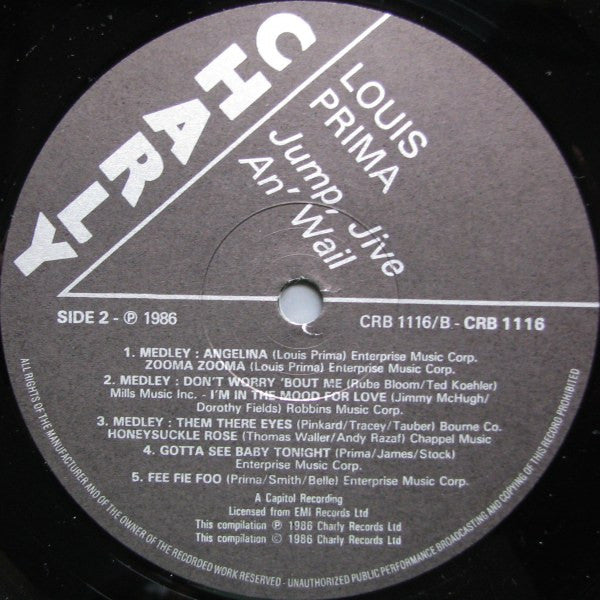 CHARLY
LOUIS
PRIMA
Jump, Jive
An' Wail
SIDE 2 - ℗ 1986
CRB 1116/B - CRB 1116
1. MEDLEY : ANGELINA (Louis Prima) Enterprise Music Corp.
ZOOMA ZOOMA (Louis Prima) Enterprise Music Corp.
2. MEDLEY : DON'T WORRY 'BOUT ME (Rube Bloom/Ted Koehler)
Mills Music Inc. - I'M IN THE MOOD FOR LOVE (Jimmy McHugh/
Dorothy Fields) Robbins Music Corp.
3. MEDLEY : THEM THERE EYES (Pinkard/Tracey/Tauber) Bourne Co.
HONEYSUCKLE ROSE (Thomas Waller/Andy Razaf) Chappel Music
4. GOTTA SEE BABY TONIGHT (Prima/James/Stock)
Enterprise Music Corp.
5. FEE FIE FOO (Prima/Smith/Belle) Enterprise Music Corp.
A Capitol Recording
Licensed from EMI Records Ltd
This compilation ℗ 1986 Charly Records Ltd
This compilation © 1986 Charly Records Ltd
ALL RIGHTS OF THE MANUFACTURER AND OF THE OWNER OF THE RECORDED WORK RESERVED - UNAUTHORIZED PUBLIC PERFORMANCE BROADCASTING AND COPYING OF THIS RECORD PROHIBITED